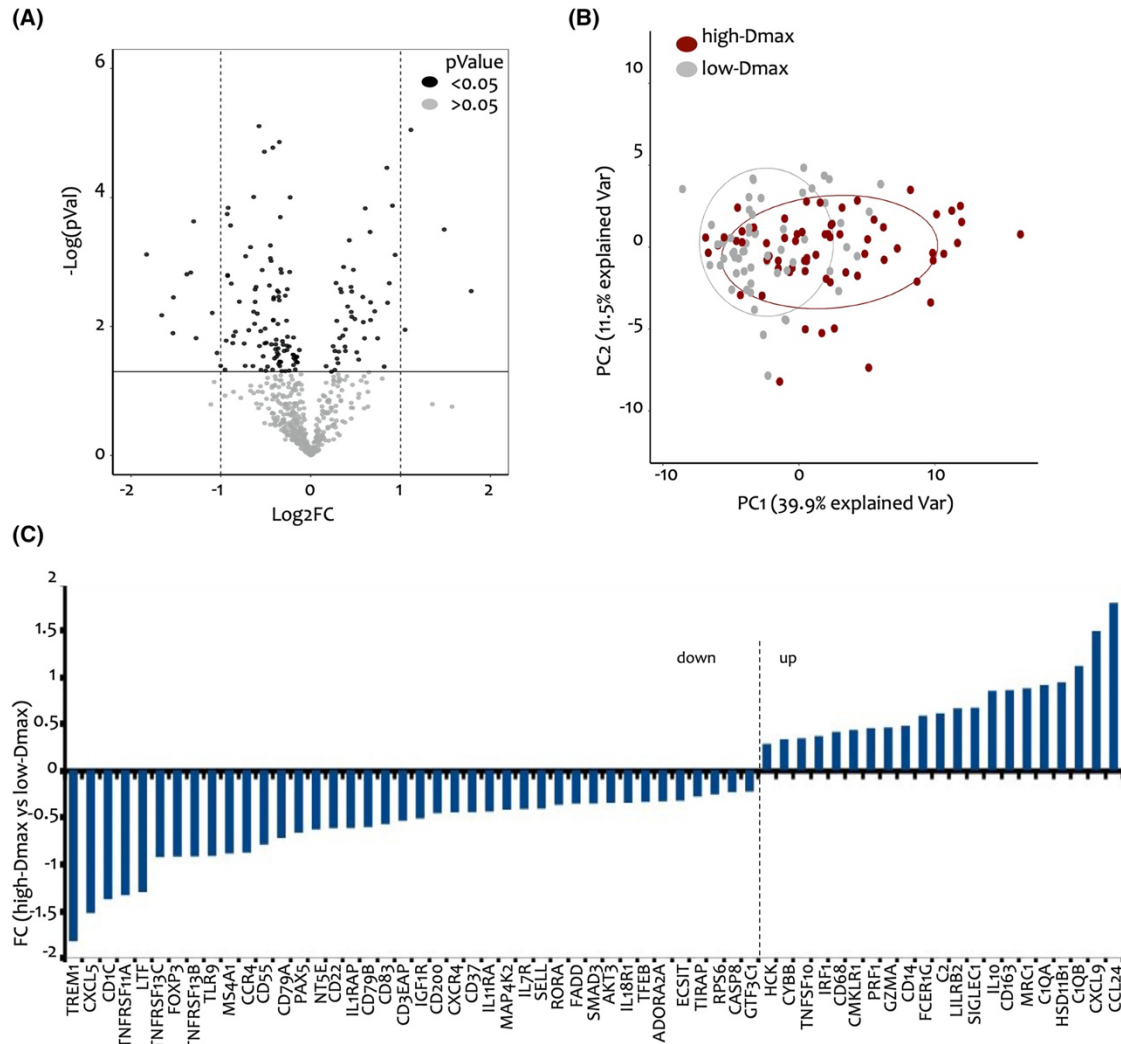 (A)
pValue
<0.05
>0.05
6
4
2
0
-Log(pVal)
-2
-1
0
1
2
Log2FC
(B)
high-Dmax
low-Dmax
10
5
0
-5
-10
PC2 (11.5% explained Var)
-10
0
10
PC1 (39.9% explained Var)
(C)
2
1.5
1
0.5
0
-0.5
-1
-1.5
-2
FC (high-Dmax vs low-Dmax)
down
up
TREM1
CXCL5
CD1C
TNFRSF11A
LTF
TNFRSF13C
FOXP3
TNFRSF13B
TLR9
MS4A1
CCR4
CD55
CD79A
PAX5
NT5E
CD22
IL1RAP
CD79B
CD83
CD3EAP
IGF1R
CD200
CXCR4
CD37
IL11RA
MAP4K2
IL7R
SELL
RORA
FADD
SMAD3
AKT3
IL18R1
TFEB
ADORA2A
ECSIT
TIRAP
RPS6
CASP8
GTF3C1
HCK
CYBB
TNFSF10
IRF1
CD68
CMKLR1
PRF1
GZMA
CD14
FCER1G
C2
LILRB2
SIGLEC1
IL10
CD163
MRC1
C1QA
HSD11B1
C1QB
CXCL9
CCL24